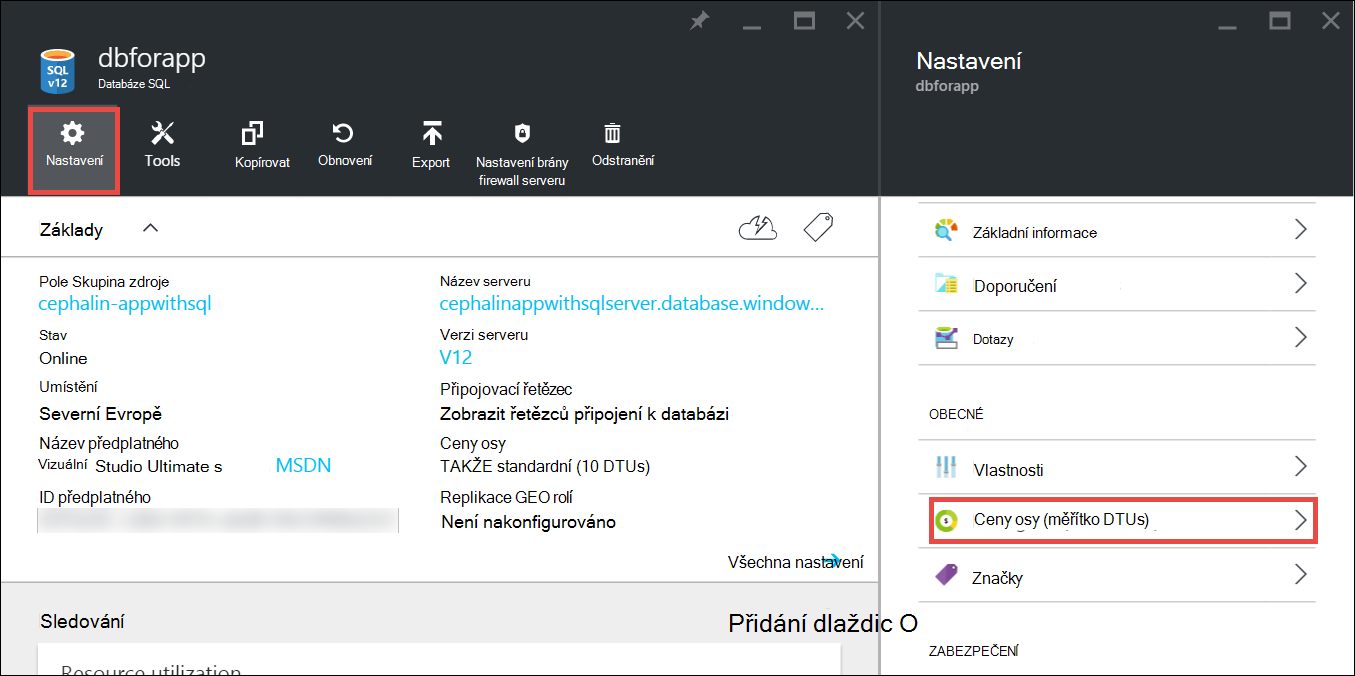 dbforapp
Databáze SQL
SQL
v12
Nastavení
Tools
Kopírovat
Obnovení
Export
Nastavení brány
firewall serveru
Odstranění
Základy
Pole Skupina zdroje
cephalin-appwithsql
Stav
Online
Umístění
Severní Evropě
Název předplatného
Vizuální Studio Ultimate s MSDN
ID předplatného
Název serveru
cephalinappwithsqlserver.database.window...
Verzi serveru
V12
Připojovací řetězec
Zobrazit řetězců připojení k databázi
Ceny osy
TAKŽE standardní (10 DTUs)
Replikace GEO rolí
Není nakonfigurováno
Všechna nastavení
Sledování
Přidání dlaždic O
Resource utilization
Nastavení
dbforapp
Základní informace
Doporučení
Dotazy
OBECNÉ
Vlastnosti
Ceny osy (měřítko DTUs)
Značky
ZABEZPEČENÍ